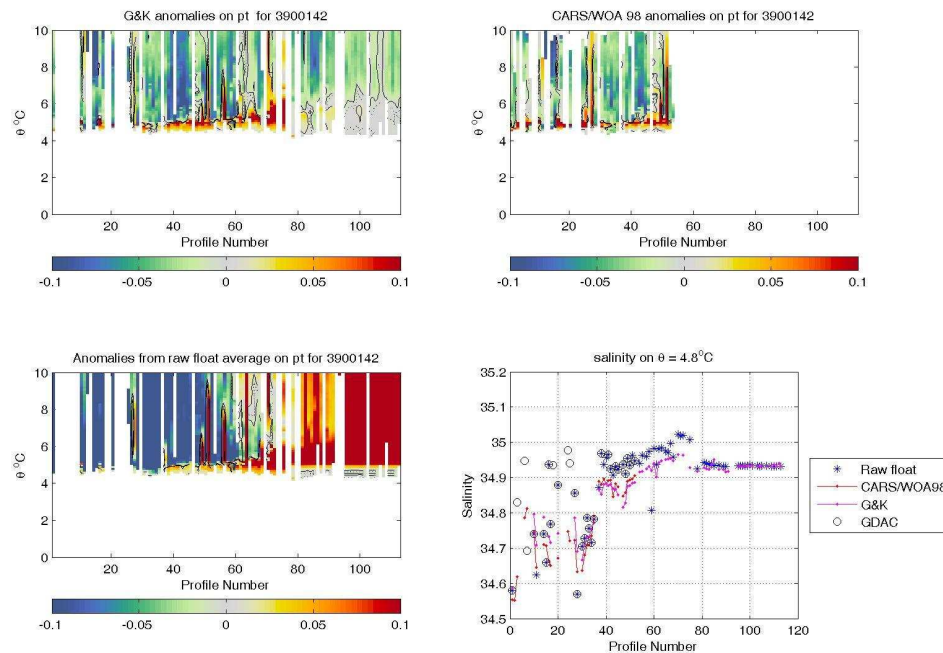 G&K anomalies on pt for 3900142
10
8
6
4
2
0
θ °C
20 40 60 80 100
Profile Number
-0.1 -0.05 0 0.05 0.1
CARS/WOA 98 anomalies on pt for 3900142
10
8
6
4
2
0
θ °C
20 40 60 80 100
Profile Number
-0.1 -0.05 0 0.05 0.1
Anomalies from raw float average on pt for 3900142
10
8
6
4
2
0
θ °C
20 40 60 80 100
Profile Number
-0.1 -0.05 0 0.05 0.1
salinity on θ = 4.8°C
35.2
35.1
35
34.9
34.8
34.7
34.6
34.5
Salinity
0 20 40 60 80 100 120
Profile Number
Raw float
CARS/WOA98
G&K
GDAC